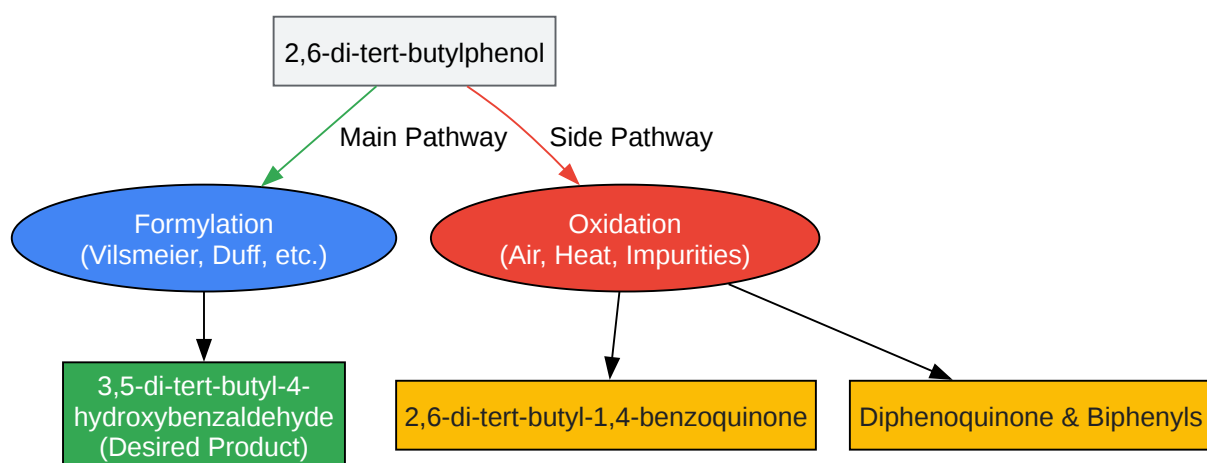 2,6-di-tert-butylphenol
Main Pathway
Side Pathway
Formylation
(Vilsmeier, Duff, etc.)
Oxidation
(Air, Heat, Impurities)
3,5-di-tert-butyl-4-
hydroxybenzaldehyde
(Desired Product)
2,6-di-tert-butyl-1,4-benzoquinone
Diphenoquinone & Biphenyls